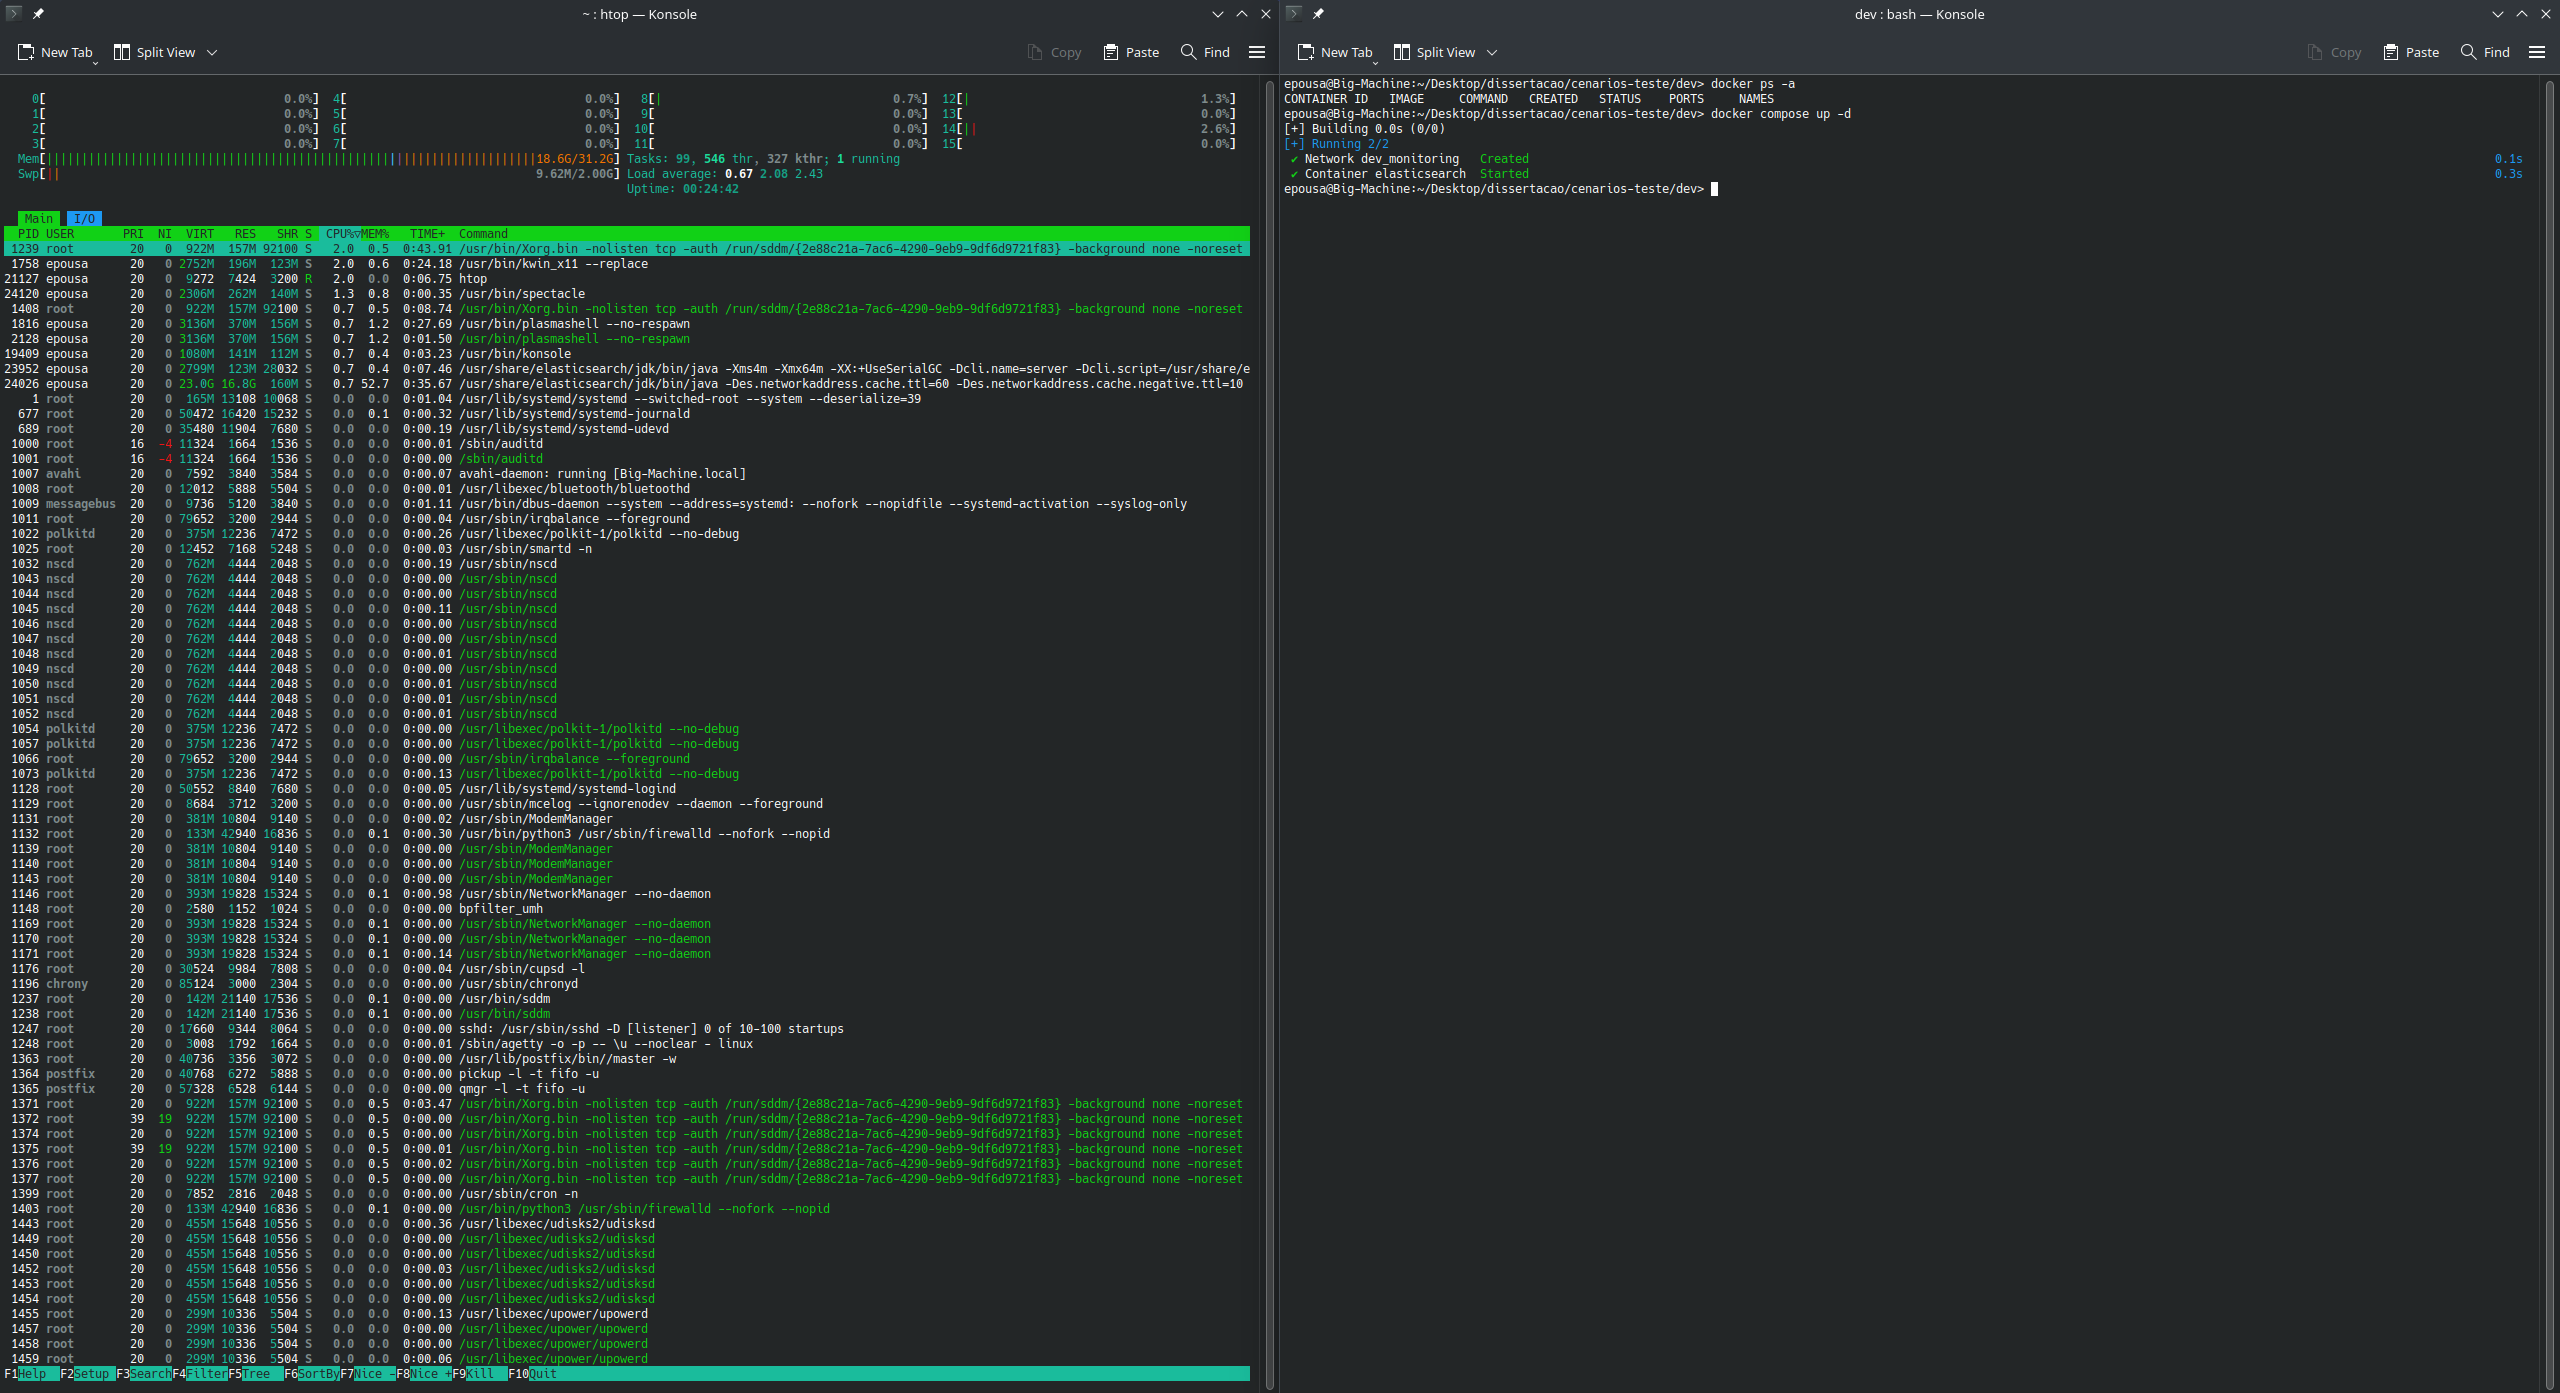 ~ : htop — Konsole
New Tab Split View Copy Paste Find
0[ 0.0%] 4[ 0.0%] 8[| 0.7%] 12[| 1.3%]
1[ 0.0%] 5[ 0.0%] 9[ 0.0%] 13[ 0.0%]
2[ 0.0%] 6[ 0.0%] 10[ 0.0%] 14[|| 2.6%]
3[ 0.0%] 7[ 0.0%] 11[ 0.0%] 15[ 0.0%]
Mem[||||||||||||||||||||||||||||||||||||||||||||||||||||||||||||||||||||||18.6G/31.2G] Tasks: 99, 546 thr, 327 kthr; 1 running
Swp[|| 9.62M/2.00G] Load average: 0.67 2.08 2.43
Uptime: 00:24:42
Main I/O
PID USER PRI NI VIRT RES SHR S CPU%▽MEM% TIME+ Command
1239 root 20 0 922M 157M 92100 S 2.0 0.5 0:43.91 /usr/bin/Xorg.bin -nolisten tcp -auth /run/sddm/{2e88c21a-7ac6-4290-9eb9-9df6d9721f83} -background none -noreset
1758 epousa 20 0 2752M 196M 123M S 2.0 0.6 0:24.18 /usr/bin/kwin_x11 --replace
21127 epousa 20 0 9272 7424 3200 R 2.0 0.0 0:06.75 htop
24120 epousa 20 0 2306M 262M 140M S 1.3 0.8 0:00.35 /usr/bin/spectacle
1408 root 20 0 922M 157M 92100 S 0.7 0.5 0:08.74 /usr/bin/Xorg.bin -nolisten tcp -auth /run/sddm/{2e88c21a-7ac6-4290-9eb9-9df6d9721f83} -background none -noreset
1816 epousa 20 0 3136M 370M 156M S 0.7 1.2 0:27.69 /usr/bin/plasmashell --no-respawn
2128 epousa 20 0 3136M 370M 156M S 0.7 1.2 0:01.50 /usr/bin/plasmashell --no-respawn
19409 epousa 20 0 1080M 141M 112M S 0.7 0.4 0:03.23 /usr/bin/konsole
23952 epousa 20 0 2799M 123M 28032 S 0.7 0.4 0:07.46 /usr/share/elasticsearch/jdk/bin/java -Xms4m -Xmx64m -XX:+UseSerialGC -Dcli.name=server -Dcli.script=/usr/share/e
24026 epousa 20 0 23.0G 16.8G 160M S 0.7 52.7 0:35.67 /usr/share/elasticsearch/jdk/bin/java -Des.networkaddress.cache.ttl=60 -Des.networkaddress.cache.negative.ttl=10
1 root 20 0 165M 13108 10068 S 0.0 0.0 0:01.04 /usr/lib/systemd/systemd --switched-root --system --deserialize=39
677 root 20 0 50472 16420 15232 S 0.0 0.1 0:00.32 /usr/lib/systemd/systemd-journald
689 root 20 0 35480 11904 7680 S 0.0 0.0 0:00.19 /usr/lib/systemd/systemd-udevd
1000 root 16 -4 11324 1664 1536 S 0.0 0.0 0:00.01 /sbin/auditd
1001 root 16 -4 11324 1664 1536 S 0.0 0.0 0:00.00 /sbin/auditd
1007 avahi 20 0 7592 3840 3584 S 0.0 0.0 0:00.07 avahi-daemon: running [Big-Machine.local]
1008 root 20 0 12012 5888 5504 S 0.0 0.0 0:00.01 /usr/libexec/bluetooth/bluetoothd
1009 messagebus 20 0 9736 5120 3840 S 0.0 0.0 0:01.11 /usr/bin/dbus-daemon --system --address=systemd: --nofork --nopidfile --systemd-activation --syslog-only
1011 root 20 0 79652 3200 2944 S 0.0 0.0 0:00.04 /usr/sbin/irqbalance --foreground
1022 polkitd 20 0 375M 12236 7472 S 0.0 0.0 0:00.26 /usr/libexec/polkit-1/polkitd --no-debug
1025 root 20 0 12452 7168 5248 S 0.0 0.0 0:00.03 /usr/sbin/smartd -n
1032 nscd 20 0 762M 4444 2048 S 0.0 0.0 0:00.19 /usr/sbin/nscd
1043 nscd 20 0 762M 4444 2048 S 0.0 0.0 0:00.00 /usr/sbin/nscd
1044 nscd 20 0 762M 4444 2048 S 0.0 0.0 0:00.00 /usr/sbin/nscd
1045 nscd 20 0 762M 4444 2048 S 0.0 0.0 0:00.11 /usr/sbin/nscd
1046 nscd 20 0 762M 4444 2048 S 0.0 0.0 0:00.00 /usr/sbin/nscd
1047 nscd 20 0 762M 4444 2048 S 0.0 0.0 0:00.00 /usr/sbin/nscd
1048 nscd 20 0 762M 4444 2048 S 0.0 0.0 0:00.01 /usr/sbin/nscd
1049 nscd 20 0 762M 4444 2048 S 0.0 0.0 0:00.00 /usr/sbin/nscd
1050 nscd 20 0 762M 4444 2048 S 0.0 0.0 0:00.01 /usr/sbin/nscd
1051 nscd 20 0 762M 4444 2048 S 0.0 0.0 0:00.01 /usr/sbin/nscd
1052 nscd 20 0 762M 4444 2048 S 0.0 0.0 0:00.01 /usr/sbin/nscd
1054 polkitd 20 0 375M 12236 7472 S 0.0 0.0 0:00.00 /usr/libexec/polkit-1/polkitd --no-debug
1057 polkitd 20 0 375M 12236 7472 S 0.0 0.0 0:00.00 /usr/libexec/polkit-1/polkitd --no-debug
1066 root 20 0 79652 3200 2944 S 0.0 0.0 0:00.00 /usr/sbin/irqbalance --foreground
1073 polkitd 20 0 375M 12236 7472 S 0.0 0.0 0:00.13 /usr/libexec/polkit-1/polkitd --no-debug
1128 root 20 0 50552 8840 7680 S 0.0 0.0 0:00.05 /usr/lib/systemd/systemd-logind
1129 root 20 0 8684 3712 3200 S 0.0 0.0 0:00.00 /usr/sbin/mcelog --ignorenodev --daemon --foreground
1131 root 20 0 381M 10804 9140 S 0.0 0.0 0:00.02 /usr/sbin/ModemManager
1132 root 20 0 133M 42940 16836 S 0.0 0.1 0:00.30 /usr/bin/python3 /usr/sbin/firewalld --nofork --nopid
1139 root 20 0 381M 10804 9140 S 0.0 0.0 0:00.00 /usr/sbin/ModemManager
1140 root 20 0 381M 10804 9140 S 0.0 0.0 0:00.00 /usr/sbin/ModemManager
1143 root 20 0 381M 10804 9140 S 0.0 0.0 0:00.00 /usr/sbin/ModemManager
1146 root 20 0 393M 19828 15324 S 0.0 0.1 0:00.98 /usr/sbin/NetworkManager --no-daemon
1148 root 20 0 2580 1152 1024 S 0.0 0.0 0:00.00 bpfilter_umh
1169 root 20 0 393M 19828 15324 S 0.0 0.1 0:00.00 /usr/sbin/NetworkManager --no-daemon
1170 root 20 0 393M 19828 15324 S 0.0 0.1 0:00.00 /usr/sbin/NetworkManager --no-daemon
1171 root 20 0 393M 19828 15324 S 0.0 0.1 0:00.14 /usr/sbin/NetworkManager --no-daemon
1176 root 20 0 30524 9984 7808 S 0.0 0.0 0:00.04 /usr/sbin/cupsd -l
1196 chrony 20 0 85124 3000 2304 S 0.0 0.0 0:00.00 /usr/sbin/chronyd
1237 root 20 0 142M 21140 17536 S 0.0 0.1 0:00.00 /usr/bin/sddm
1238 root 20 0 142M 21140 17536 S 0.0 0.1 0:00.00 /usr/bin/sddm
1247 root 20 0 17660 9344 8064 S 0.0 0.0 0:00.00 sshd: /usr/sbin/sshd -D [listener] 0 of 10-100 startups
1248 root 20 0 3008 1792 1664 S 0.0 0.0 0:00.01 /sbin/agetty -o -p -- \u --noclear - linux
1363 root 20 0 40736 3356 3072 S 0.0 0.0 0:00.00 /usr/lib/postfix/bin//master -w
1364 postfix 20 0 40768 6272 5888 S 0.0 0.0 0:00.00 pickup -l -t fifo -u
1365 postfix 20 0 57328 6528 6144 S 0.0 0.0 0:00.00 qmgr -l -t fifo -u
1371 root 20 0 922M 157M 92100 S 0.0 0.5 0:03.47 /usr/bin/Xorg.bin -nolisten tcp -auth /run/sddm/{2e88c21a-7ac6-4290-9eb9-9df6d9721f83} -background none -noreset
1372 root 39 19 922M 157M 92100 S 0.0 0.5 0:00.00 /usr/bin/Xorg.bin -nolisten tcp -auth /run/sddm/{2e88c21a-7ac6-4290-9eb9-9df6d9721f83} -background none -noreset
1374 root 20 0 922M 157M 92100 S 0.0 0.5 0:00.00 /usr/bin/Xorg.bin -nolisten tcp -auth /run/sddm/{2e88c21a-7ac6-4290-9eb9-9df6d9721f83} -background none -noreset
1375 root 39 19 922M 157M 92100 S 0.0 0.5 0:00.01 /usr/bin/Xorg.bin -nolisten tcp -auth /run/sddm/{2e88c21a-7ac6-4290-9eb9-9df6d9721f83} -background none -noreset
1376 root 20 0 922M 157M 92100 S 0.0 0.5 0:00.02 /usr/bin/Xorg.bin -nolisten tcp -auth /run/sddm/{2e88c21a-7ac6-4290-9eb9-9df6d9721f83} -background none -noreset
1377 root 20 0 922M 157M 92100 S 0.0 0.5 0:00.00 /usr/bin/Xorg.bin -nolisten tcp -auth /run/sddm/{2e88c21a-7ac6-4290-9eb9-9df6d9721f83} -background none -noreset
1399 root 20 0 7852 2816 2048 S 0.0 0.0 0:00.00 /usr/sbin/cron -n
1403 root 20 0 133M 42940 16836 S 0.0 0.1 0:00.00 /usr/bin/python3 /usr/sbin/firewalld --nofork --nopid
1443 root 20 0 455M 15648 10556 S 0.0 0.0 0:00.36 /usr/libexec/udisks2/udisksd
1449 root 20 0 455M 15648 10556 S 0.0 0.0 0:00.00 /usr/libexec/udisks2/udisksd
1450 root 20 0 455M 15648 10556 S 0.0 0.0 0:00.00 /usr/libexec/udisks2/udisksd
1452 root 20 0 455M 15648 10556 S 0.0 0.0 0:00.03 /usr/libexec/udisks2/udisksd
1453 root 20 0 455M 15648 10556 S 0.0 0.0 0:00.00 /usr/libexec/udisks2/udisksd
1454 root 20 0 455M 15648 10556 S 0.0 0.0 0:00.00 /usr/libexec/udisks2/udisksd
1455 root 20 0 299M 10336 5504 S 0.0 0.0 0:00.13 /usr/libexec/upower/upowerd
1457 root 20 0 299M 10336 5504 S 0.0 0.0 0:00.00 /usr/libexec/upower/upowerd
1458 root 20 0 299M 10336 5504 S 0.0 0.0 0:00.00 /usr/libexec/upower/upowerd
1459 root 20 0 299M 10336 5504 S 0.0 0.0 0:00.06 /usr/libexec/upower/upowerd
F1Help F2Setup F3SearchF4FilterF5Tree F6SortByF7Nice -F8Nice +F9Kill F10Quit
dev : bash — Konsole
New Tab Split View Copy Paste Find
epousa@Big-Machine:~/Desktop/dissertacao/cenarios-teste/dev> docker ps -a
CONTAINER ID IMAGE COMMAND CREATED STATUS PORTS NAMES
epousa@Big-Machine:~/Desktop/dissertacao/cenarios-teste/dev> docker compose up -d
[+] Building 0.0s (0/0)
[+] Running 2/2
✔ Network dev_monitoring Created 0.1s
✔ Container elasticsearch Started 0.3s
epousa@Big-Machine:~/Desktop/dissertacao/cenarios-teste/dev>